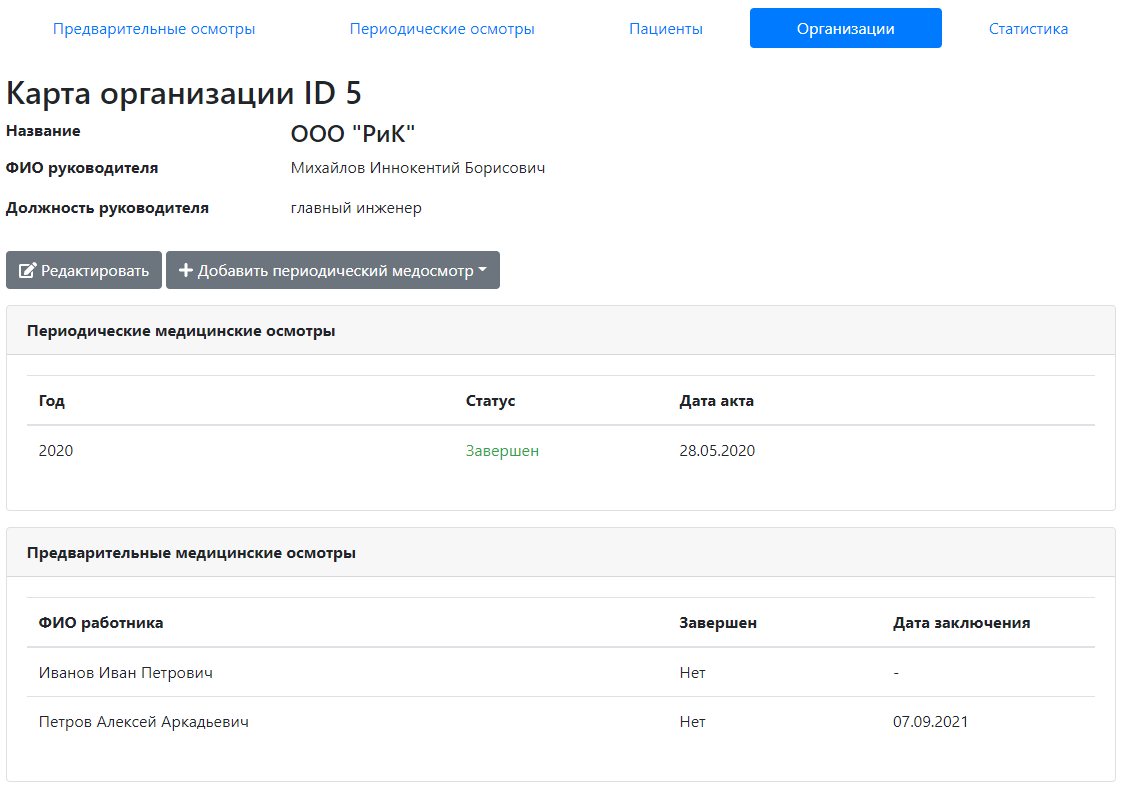 Предварительные осмотры Периодические осмотры Пациенты Организации Статистика
Карта организации ID 5
Название ООО "РиК"
ФИО руководителя Михайлов Иннокентий Борисович
Должность руководителя главный инженер
Редактировать Добавить периодический медосмотр
Периодические медицинские осмотры
Год Статус Дата акта
2020 Завершен 28.05.2020
Предварительные медицинские осмотры
ФИО работника Завершен Дата заключения
Иванов Иван Петрович Нет -
Петров Алексей Аркадьевич Нет 07.09.2021